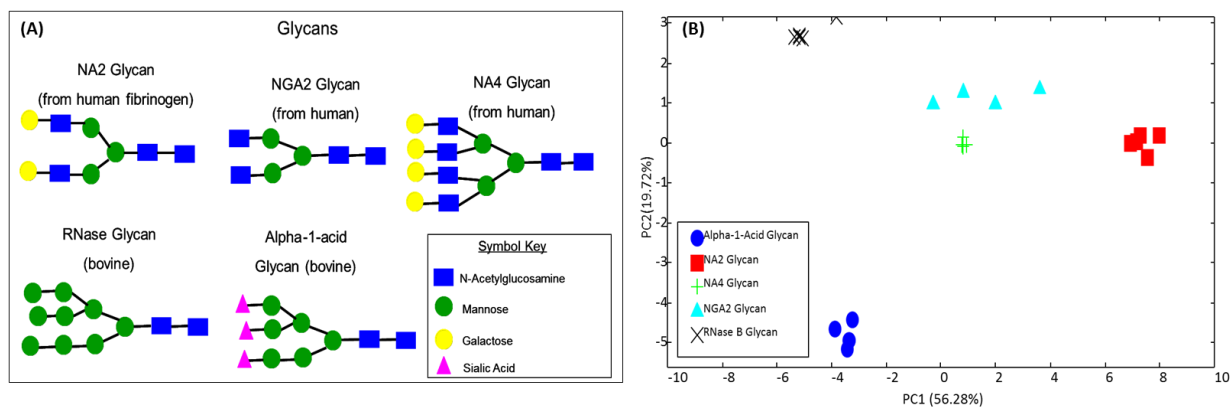 (A)
Glycans
NA2 Glycan
(from human fibrinogen)
NGA2 Glycan
(from human)
NA4 Glycan
(from human)
RNase Glycan
(bovine)
Alpha-1-acid
Glycan (bovine)
Symbol Key
N-Acetylglucosamine
Mannose
Galactose
Sialic Acid
(B)
3
2
1
0
-1
-2
-3
-4
-5
PC2(19.72%)
Alpha-1-Acid Glycan
NA2 Glycan
NA4 Glycan
NGA2 Glycan
RNase B Glycan
-10 -8 -6 -4 -2 0 2 4 6 8 10
PC1 (56.28%)